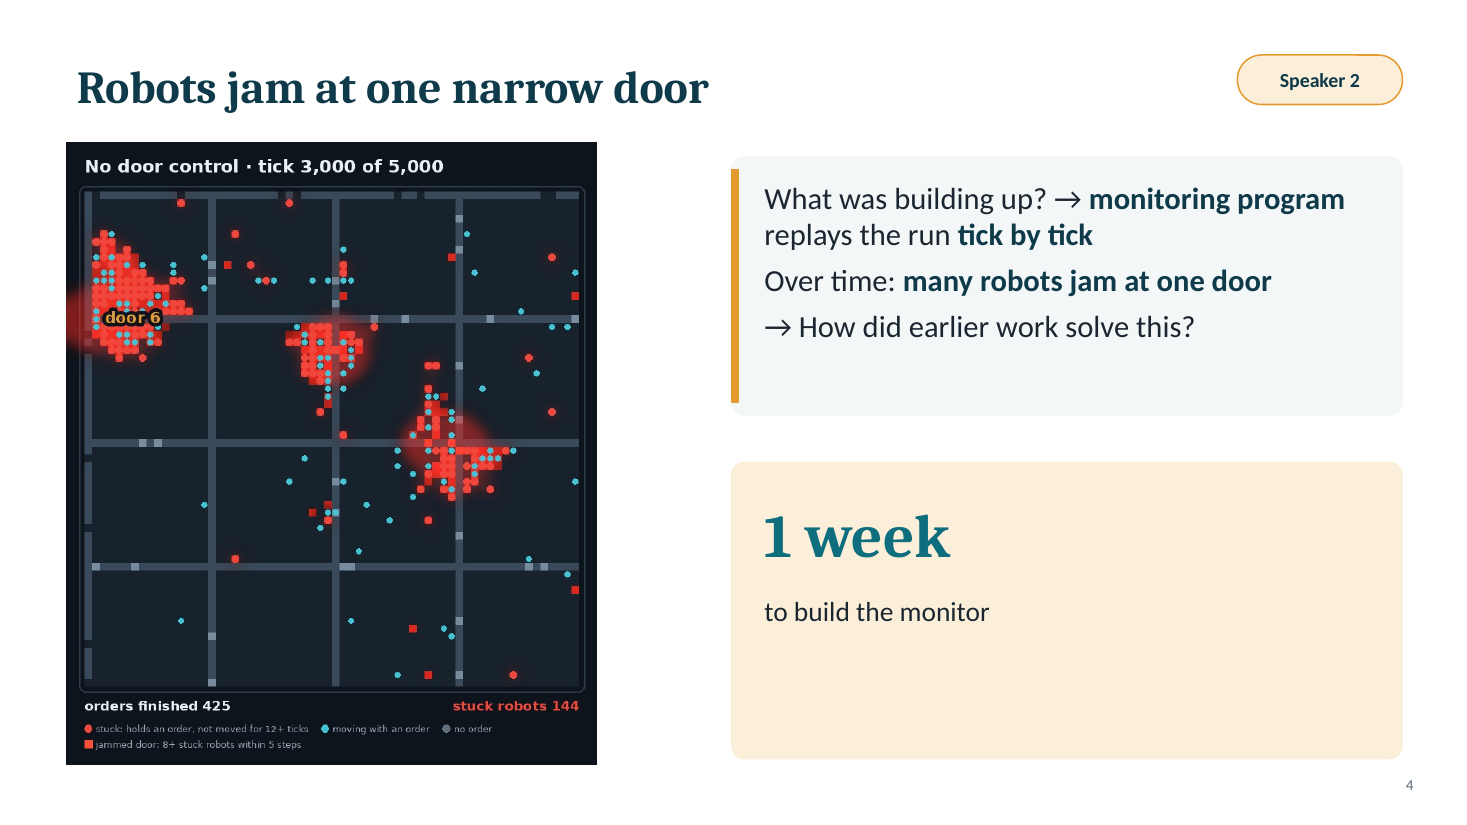 Robots jam at one narrow door
Speaker 2
No door control · tick 3,000 of 5,000
door 6
orders finished 425
stuck robots 144
stuck: holds an order, not moved for 12+ ticks
moving with an order
no order
jammed door: 8+ stuck robots within 5 steps
What was building up? → monitoring program
replays the run tick by tick
Over time: many robots jam at one door
→ How did earlier work solve this?
1 week
to build the monitor
4